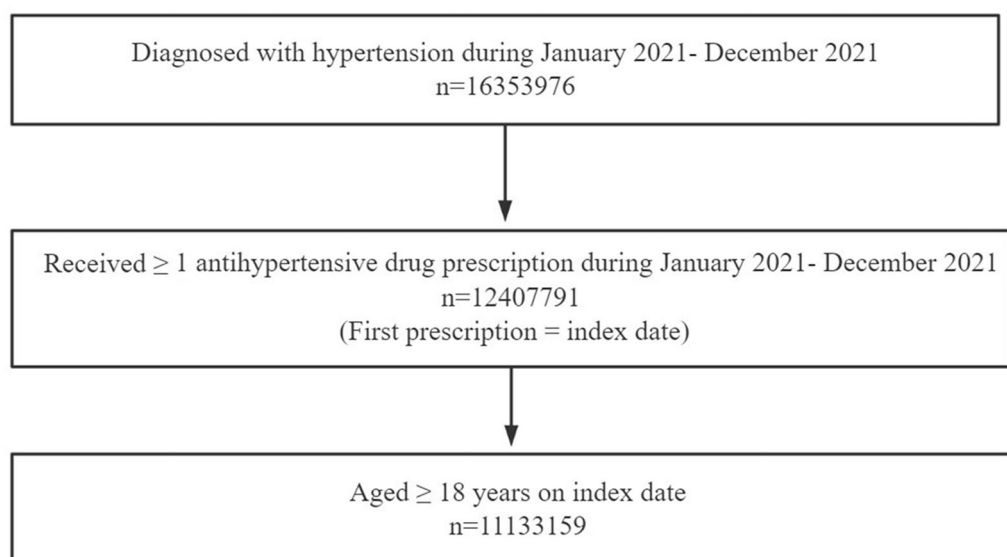 Diagnosed with hypertension during January 2021- December 2021
n=16353976
Received ≥ 1 antihypertensive drug prescription during January 2021- December 2021
n=12407791
(First prescription = index date)
Aged ≥ 18 years on index date
n=11133159